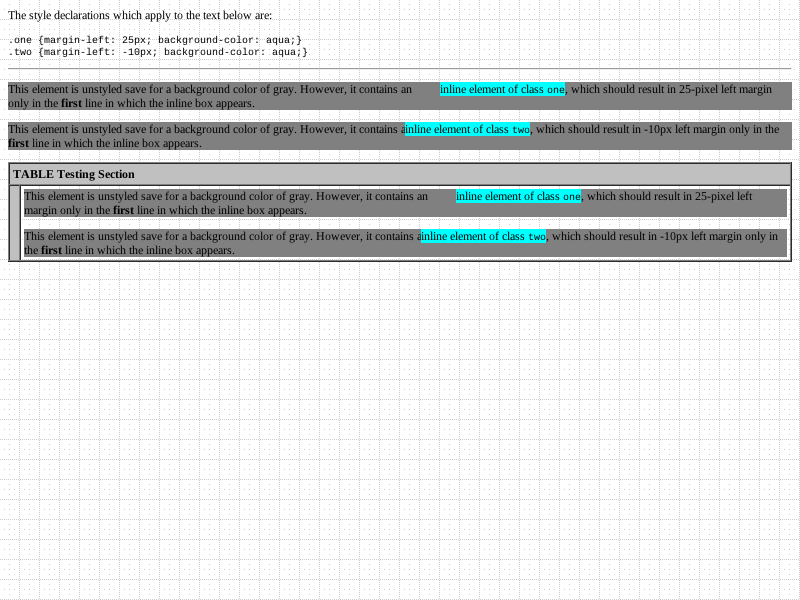 The style declarations which apply to the text below are:
.one {margin-left: 25px; background-color: aqua;}
.two {margin-left: -10px; background-color: aqua;}
This element is unstyled save for a background color of gray. However, it contains an inline element of class one, which should result in 25-pixel left margin
only in the first line in which the inline box appears.
This element is unstyled save for a background color of gray. However, it contains a inline element of class two, which should result in -10px left margin only in the
first line in which the inline box appears.
TABLE Testing Section
This element is unstyled save for a background color of gray. However, it contains an inline element of class one, which should result in 25-pixel left
margin only in the first line in which the inline box appears.
This element is unstyled save for a background color of gray. However, it contains a inline element of class two, which should result in -10px left margin only in
the first line in which the inline box appears.